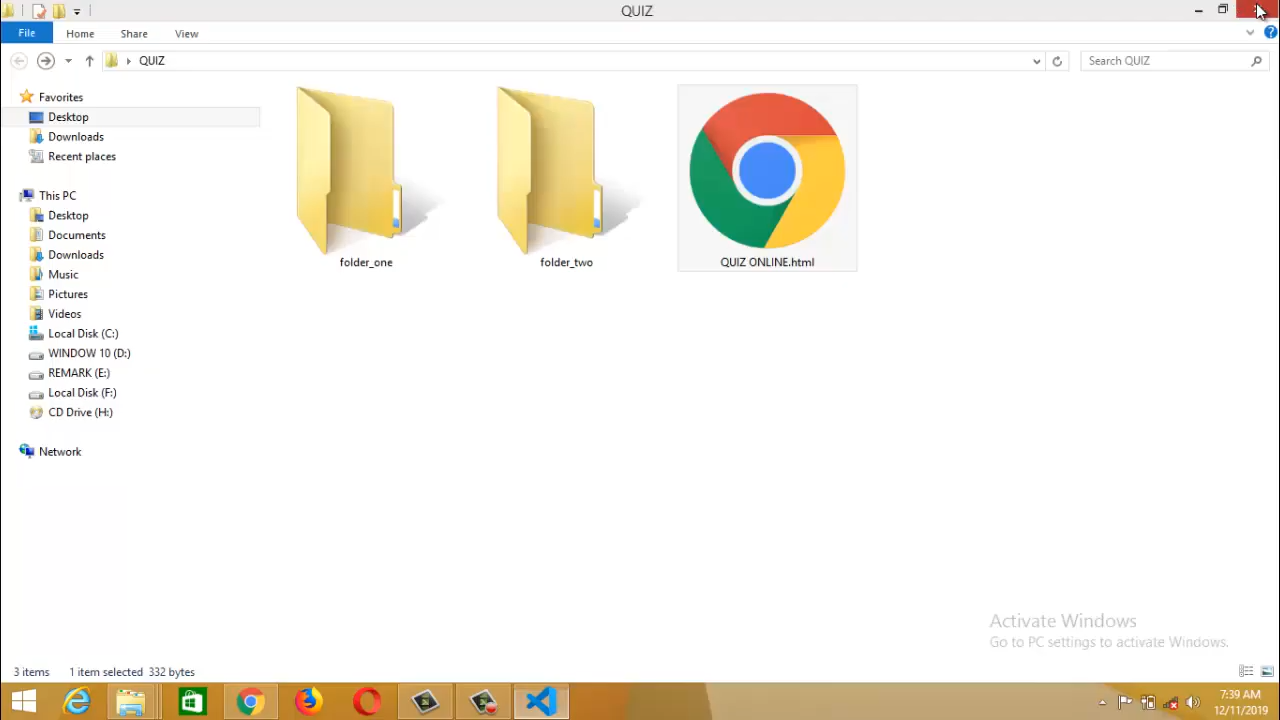 QUIZ
File Home Share View
QUIZ
Search QUIZ
Favorites
Desktop
Downloads
Recent places
This PC
Desktop
Documents
Downloads
Music
Pictures
Videos
Local Disk (C:)
WINDOW 10 (D:)
REMARK (E:)
Local Disk (F:)
CD Drive (H:)
Network
folder_one
folder_two
QUIZ ONLINE.html
Activate Windows
Go to PC settings to activate Windows.
3 items 1 item selected 332 bytes
7:39 AM
12/11/2019